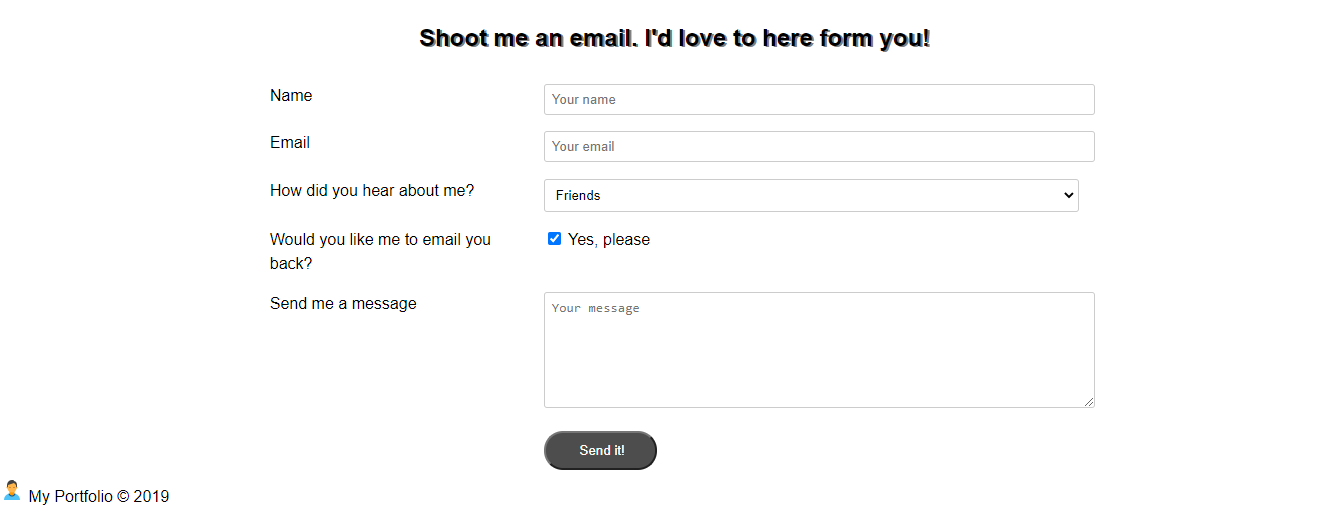 Shoot me an email. I'd love to here form you!
Name
Your name
Email
Your email
How did you hear about me?
Friends
Would you like me to email you
back?
Yes, please
Send me a message
Your message
Send it!
My Portfolio © 2019